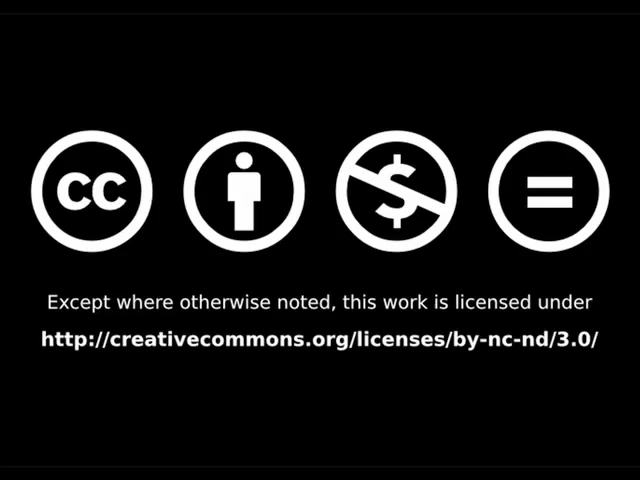 cc
$
=
Except where otherwise noted, this work is licensed under
http://creativecommons.org/licenses/by-nc-nd/3.0/